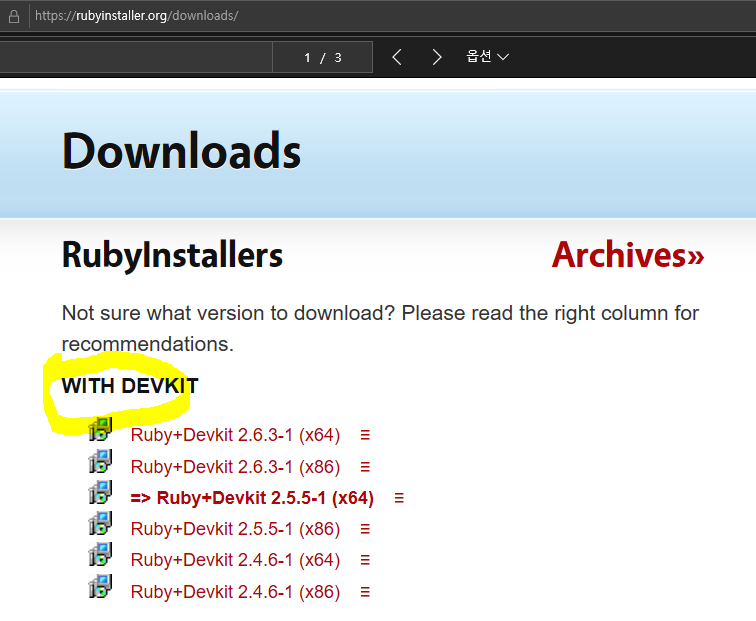 https://rubyinstaller.org/downloads/
1 / 3 옵션
Downloads
RubyInstallers Archives»
Not sure what version to download? Please read the right column for
recommendations.
WITH DEVKIT
Ruby+Devkit 2.6.3-1 (x64) ≡
Ruby+Devkit 2.6.3-1 (x86) ≡
=> Ruby+Devkit 2.5.5-1 (x64) ≡
Ruby+Devkit 2.5.5-1 (x86) ≡
Ruby+Devkit 2.4.6-1 (x64) ≡
Ruby+Devkit 2.4.6-1 (x86) ≡